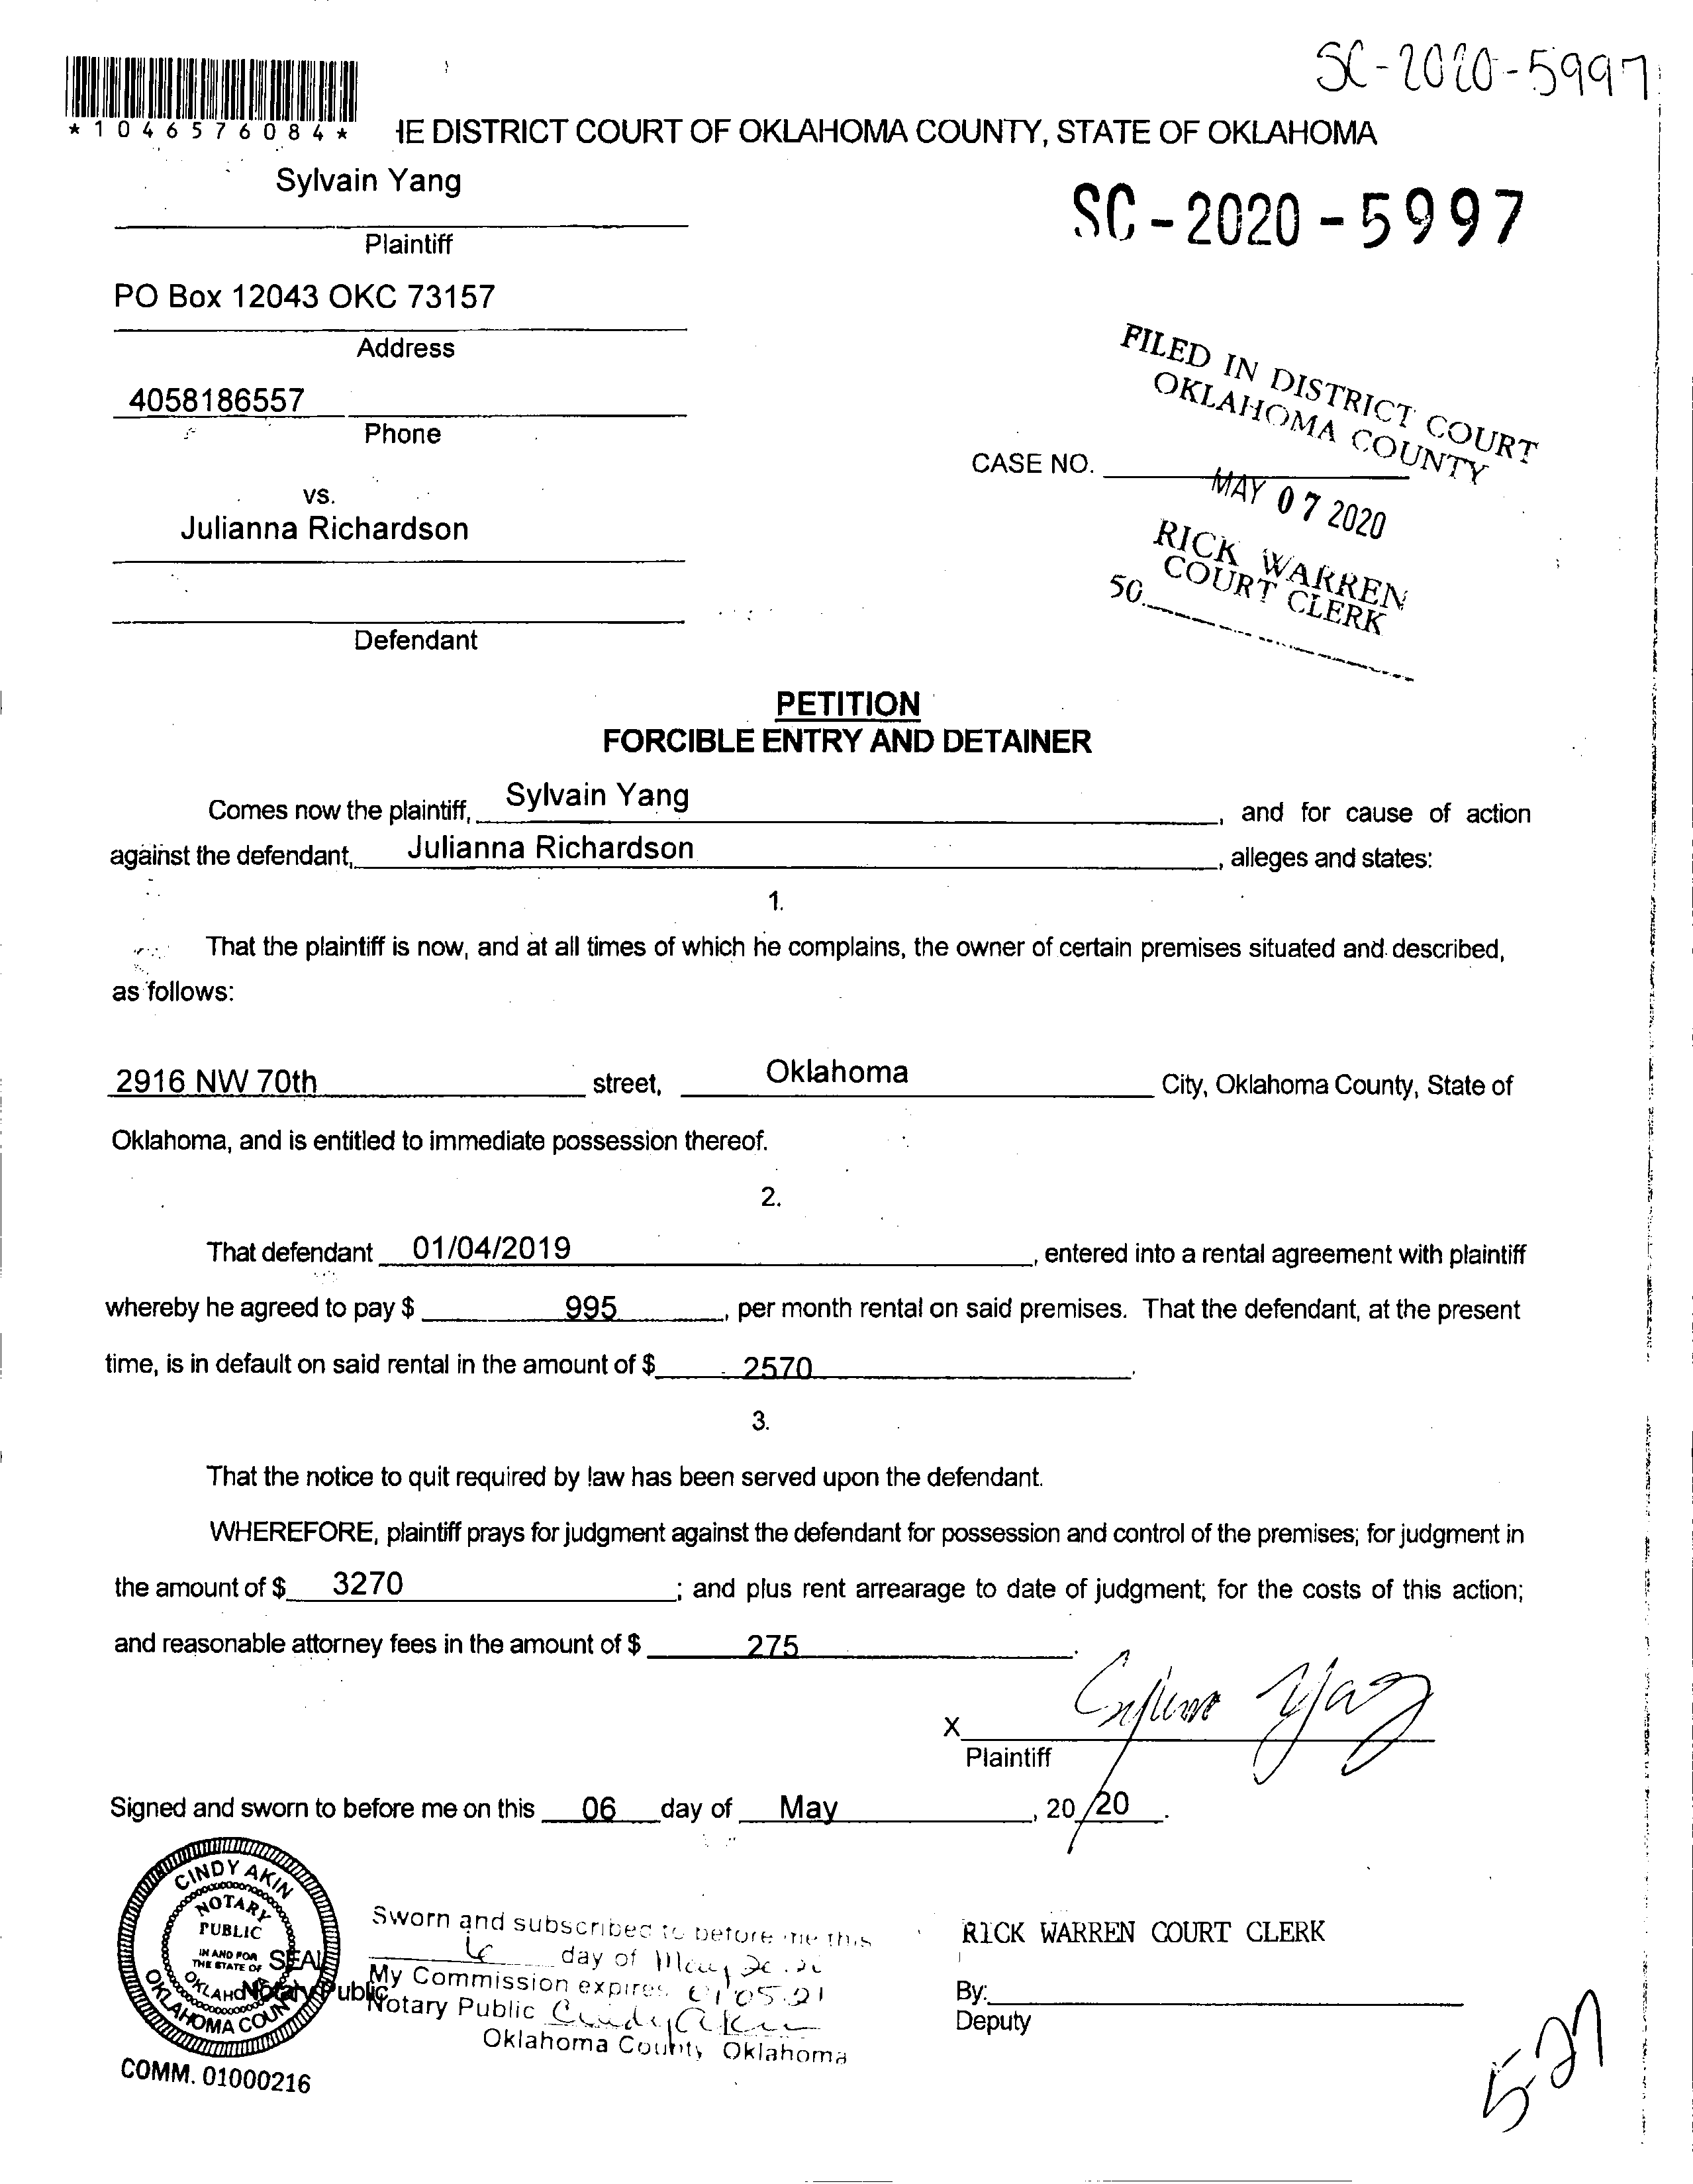 SC-2020-5997
*1046576084*
HE DISTRICT COURT OF OKLAHOMA COUNTY, STATE OF OKLAHOMA
Sylvain Yang
Plaintiff
SC-2020-5997
PO Box 12043 OKC 73157
Address
4058186557
Phone
FILED IN DISTRICT COURT
OKLAHOMA COUNTY
CASE NO.
MAY 07 2020
RICK WARREN
COURT CLERK
50.
vs.
Julianna Richardson
Defendant
PETITION
FORCIBLE ENTRY AND DETAINER
Comes now the plaintiff, Sylvain Yang, and for cause of action
against the defendant, Julianna Richardson, alleges and states:
1.
That the plaintiff is now, and at all times of which he complains, the owner of certain premises situated and described,
as follows:
2916 NW 70th street, Oklahoma City, Oklahoma County, State of
Oklahoma, and is entitled to immediate possession thereof.
2.
That defendant 01/04/2019, entered into a rental agreement with plaintiff
whereby he agreed to pay $ 995, per month rental on said premises. That the defendant, at the present
time, is in default on said rental in the amount of $ 2570.
3.
That the notice to quit required by law has been served upon the defendant.
WHEREFORE, plaintiff prays for judgment against the defendant for possession and control of the premises; for judgment in
the amount of $ 3270; and plus rent arrearage to date of judgment; for the costs of this action;
and reasonable attorney fees in the amount of $ 275.
X
Plaintiff
Signed and sworn to before me on this 06 day of May, 20 20.
CINDY AKIN
NOTARY
PUBLIC
IN AND FOR
THE STATE OF
OKLAHOMA
OKLAHOMA COUNTY
SEAL
Notary Public
COMM. 01000216
Sworn and subscribed to before me this
6 day of May 2020
My Commission expires 01.05.21
Notary Public Cindy Akin
Oklahoma County Oklahoma
RICK WARREN COURT CLERK
By:
Deputy
5-27